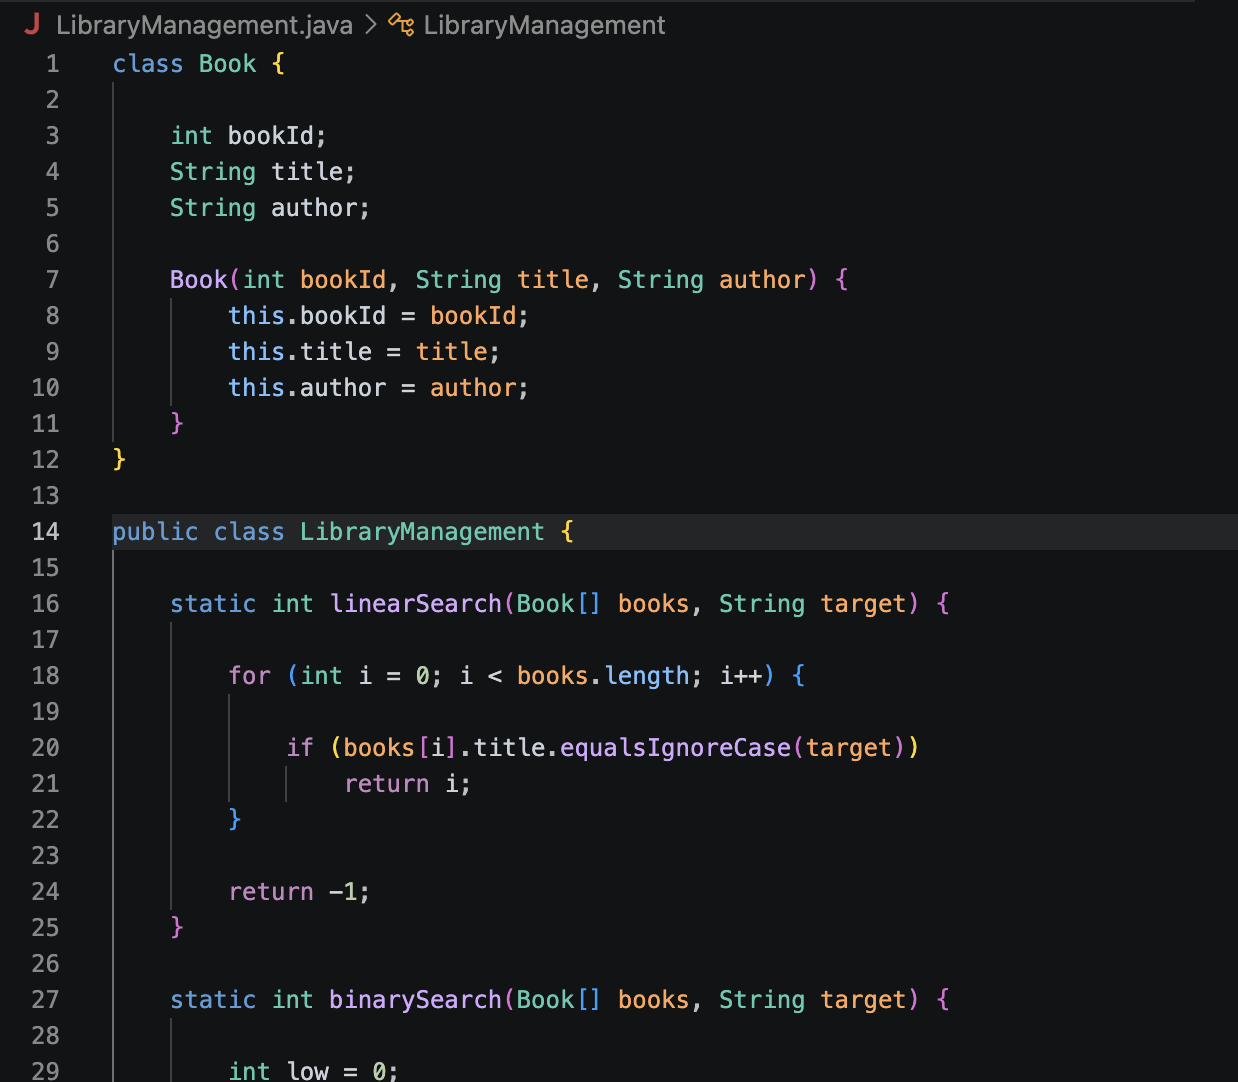 LibraryManagement.java > LibraryManagement
1 class Book {
2
3     int bookId;
4     String title;
5     String author;
6
7     Book(int bookId, String title, String author) {
8         this.bookId = bookId;
9         this.title = title;
10         this.author = author;
11     }
12 }
13
14 public class LibraryManagement {
15
16     static int linearSearch(Book[] books, String target) {
17
18         for (int i = 0; i < books.length; i++) {
19
20             if (books[i].title.equalsIgnoreCase(target))
21                 return i;
22         }
23
24         return -1;
25     }
26
27     static int binarySearch(Book[] books, String target) {
28
29         int low = 0;